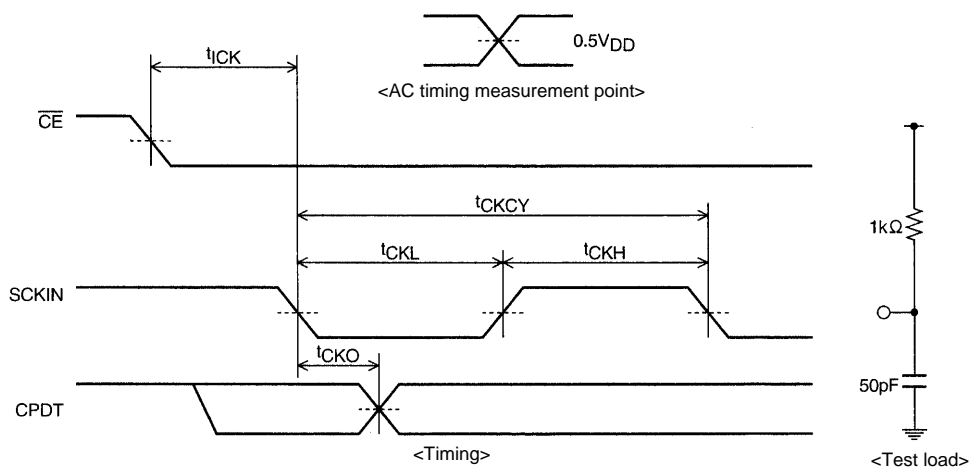 0.5VDD
<AC timing measurement point>
tICK
CE
tCKCY
tCKL
tCKH
SCKIN
tCKO
CPDT
<Timing>
1kΩ
50pF
<Test load>